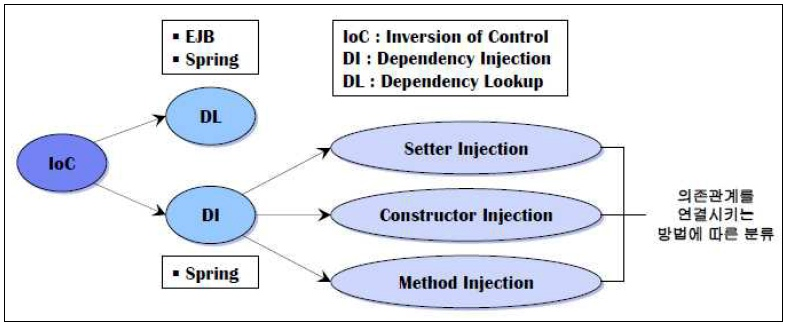 ▪ EJB
▪ Spring
IoC : Inversion of Control
DI : Dependency Injection
DL : Dependency Lookup
DL
IoC
DI
Setter Injection
Constructor Injection
Method Injection
의존관계를
연결시키는
방법에 따른 분류
▪ Spring